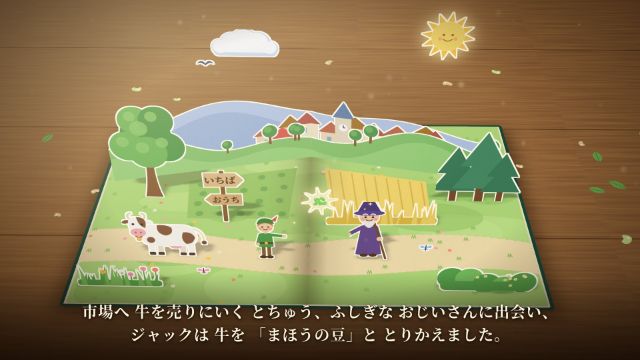 いちば
おうち
市場へ 牛を売りにいく とちゅう、ふしぎな おじいさんに出会い、
ジャックは 牛を 「まほうの豆」と とりかえました。